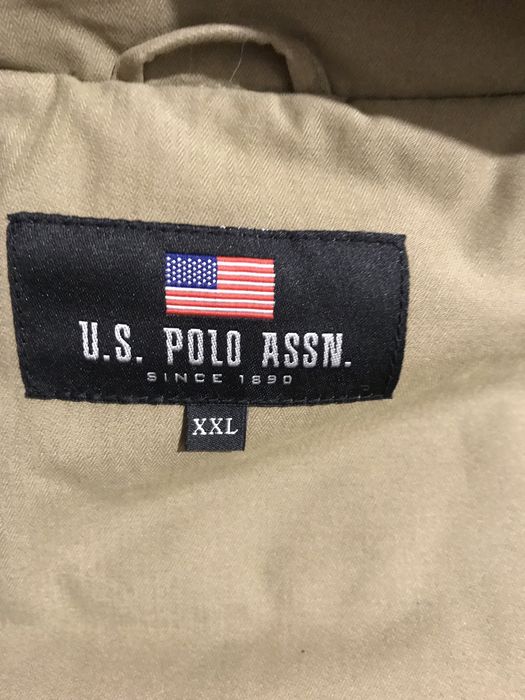 U.S. POLO ASSN.
SINCE 1890
XXL